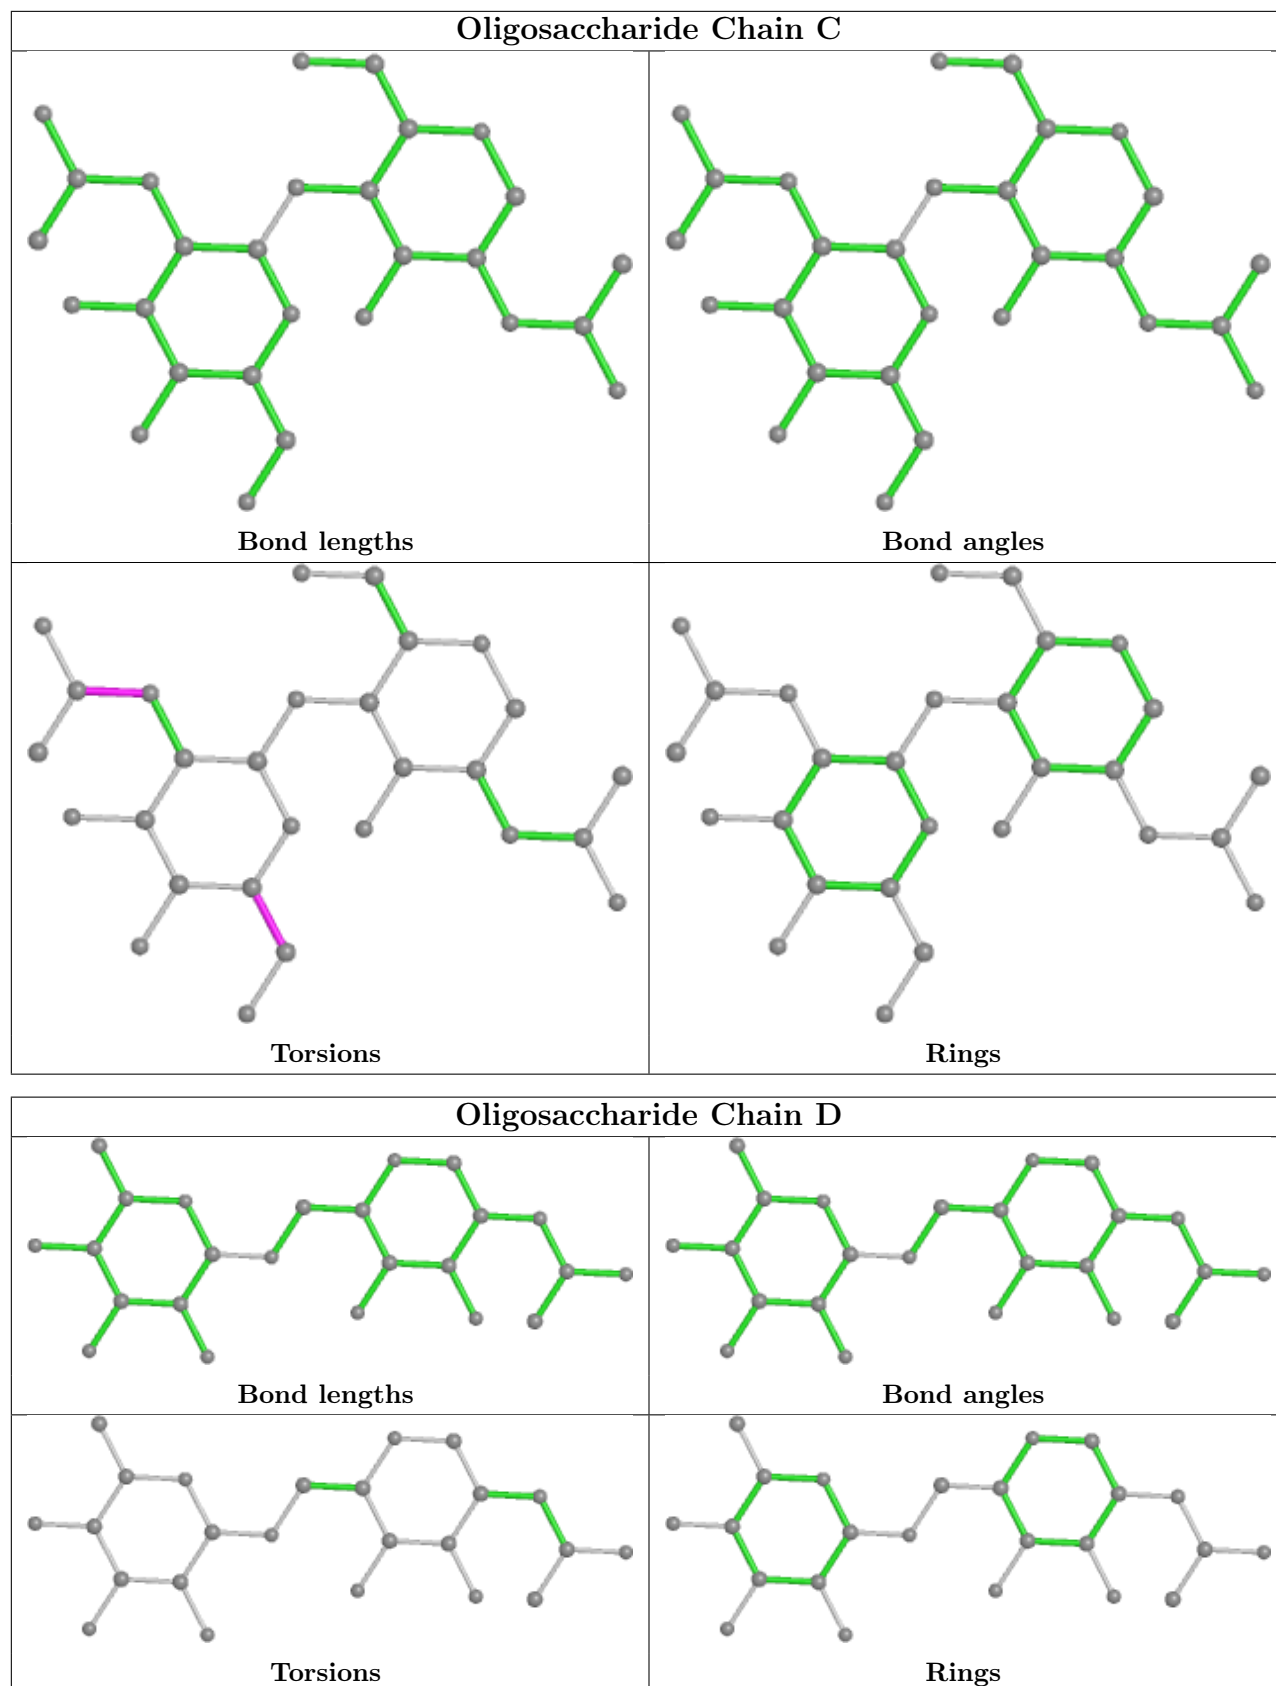 Oligosaccharide Chain C
Bond lengths
Bond angles
Torsions
Rings
Oligosaccharide Chain D
Bond lengths
Bond angles
Torsions
Rings